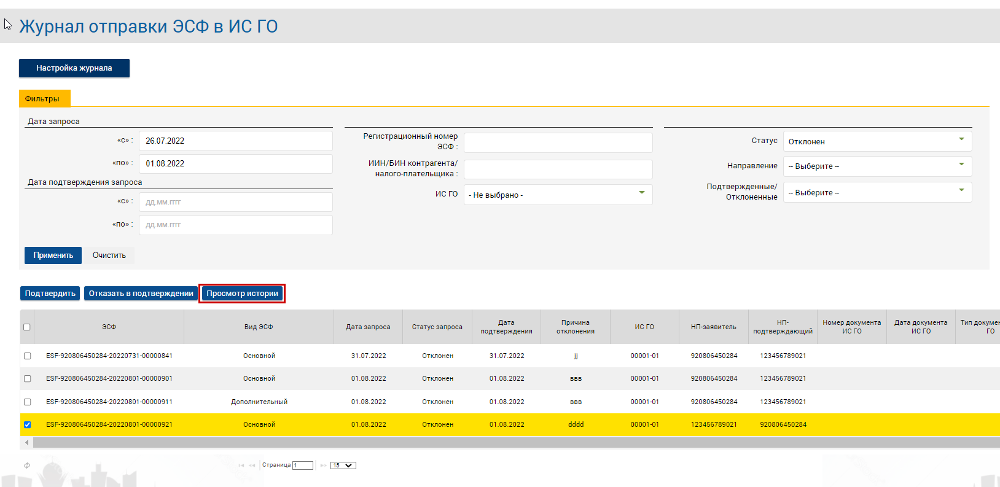 Журнал отправки ЭСФ в ИС ГО
Настройка журнала
Фильтры
Дата запроса
«с» : 26.07.2022
«по» : 01.08.2022
Дата подтверждения запроса
«с» : дд.мм.гггг
«по» : дд.мм.гггг
Регистрационный номер
ЭСФ :
ИИН/БИН контрагента/
налого-плательщика :
ИС ГО - Не выбрано -
Статус Отклонен
Направление -- Выберите --
Подтвержденные/
Отклоненные -- Выберите --
Применить Очистить
Подтвердить Отказать в подтверждении Просмотр истории
ЭСФ Вид ЭСФ Дата запроса Статус запроса Дата подтверждения Причина отклонения ИС ГО НП-заявитель НП-подтверждающий Номер документа ИС ГО Дата документа ИС ГО Тип докумен ГО
ESF-920806450284-20220731-00000841 Основной 31.07.2022 Отклонен 31.07.2022 jj 00001-01 920806450284 123456789021
ESF-920806450284-20220801-00000901 Основной 01.08.2022 Отклонен 01.08.2022 ввв 00001-01 920806450284 123456789021
ESF-920806450284-20220801-00000911 Дополнительный 01.08.2022 Отклонен 01.08.2022 ввв 00001-01 920806450284 123456789021
ESF-920806450284-20220801-00000921 Основной 01.08.2022 Отклонен 01.08.2022 dddd 00001-01 123456789021 920806450284
Страница 1 15